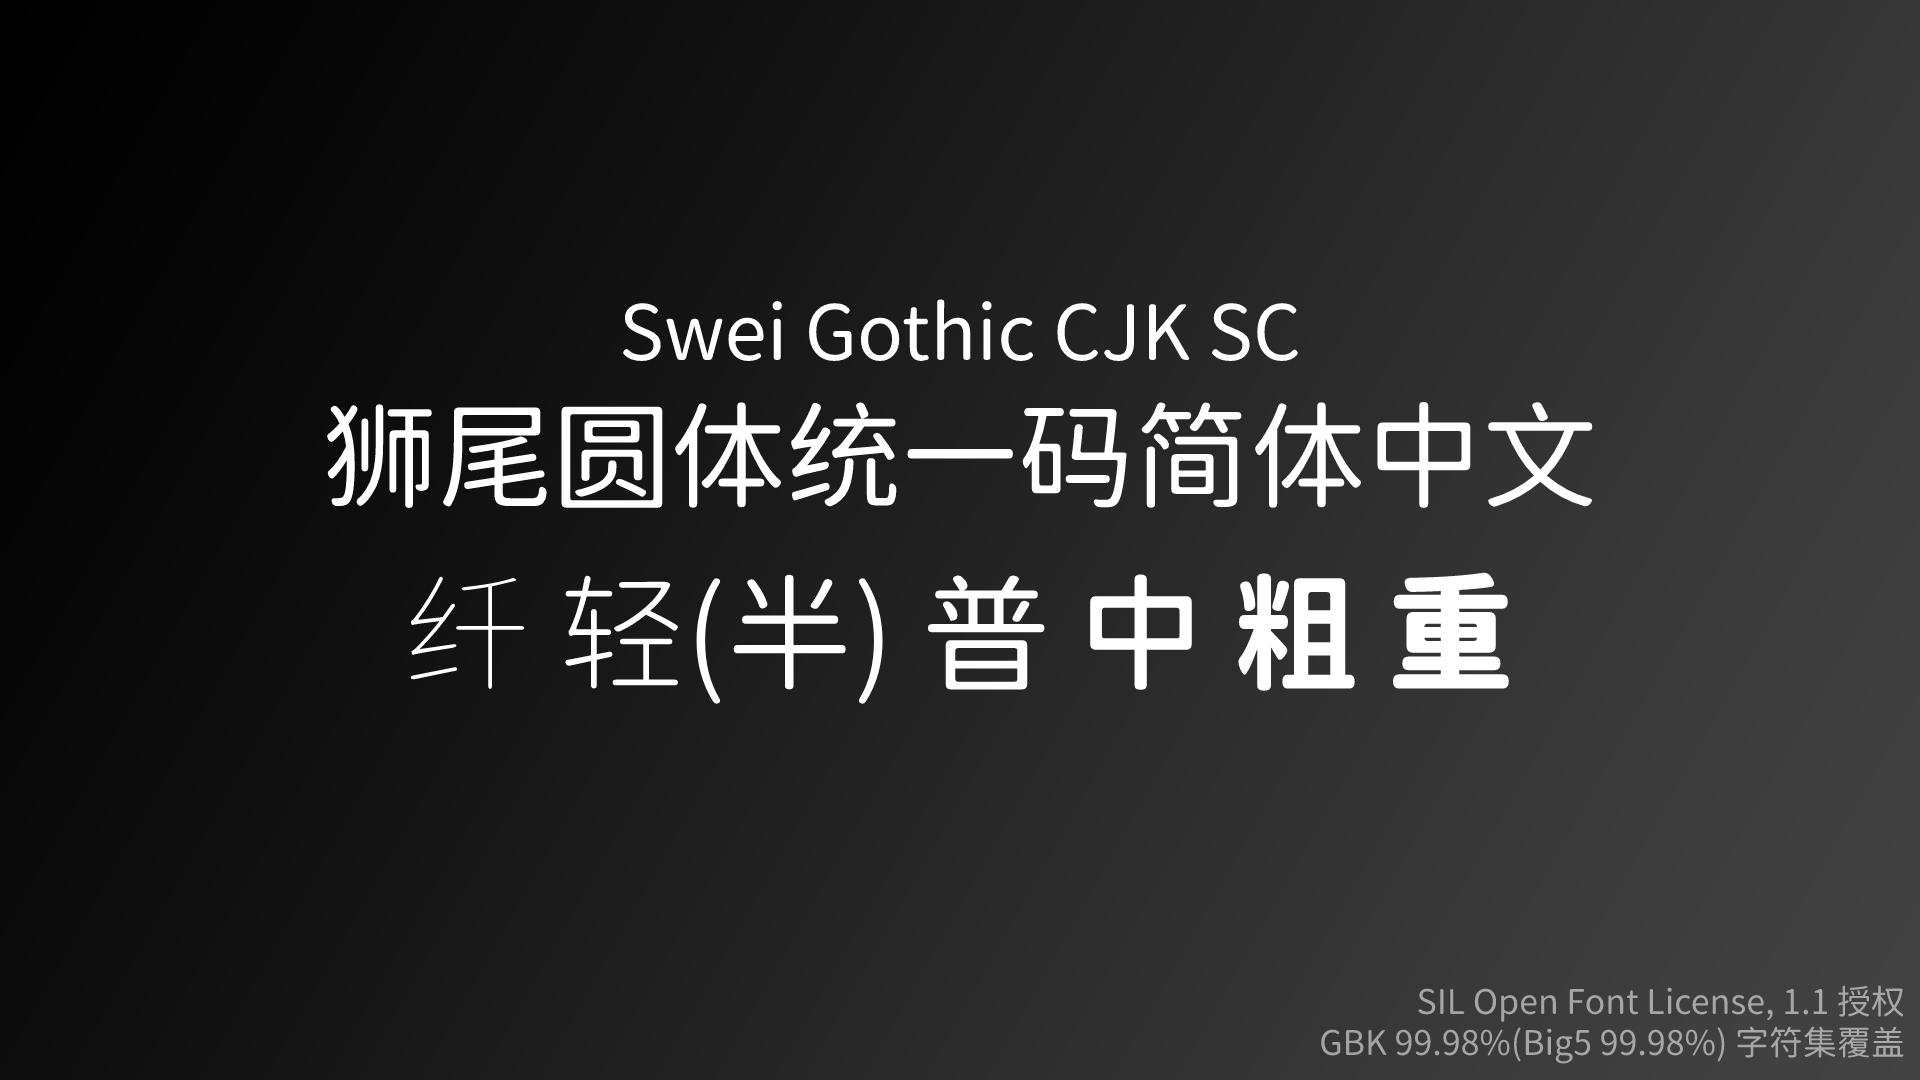 Swei Gothic CJK SC
狮尾圆体统一码简体中文
纤 轻(半) 普 中 粗 重
SIL Open Font License, 1.1 授权
GBK 99.98%(Big5 99.98%) 字符集覆盖